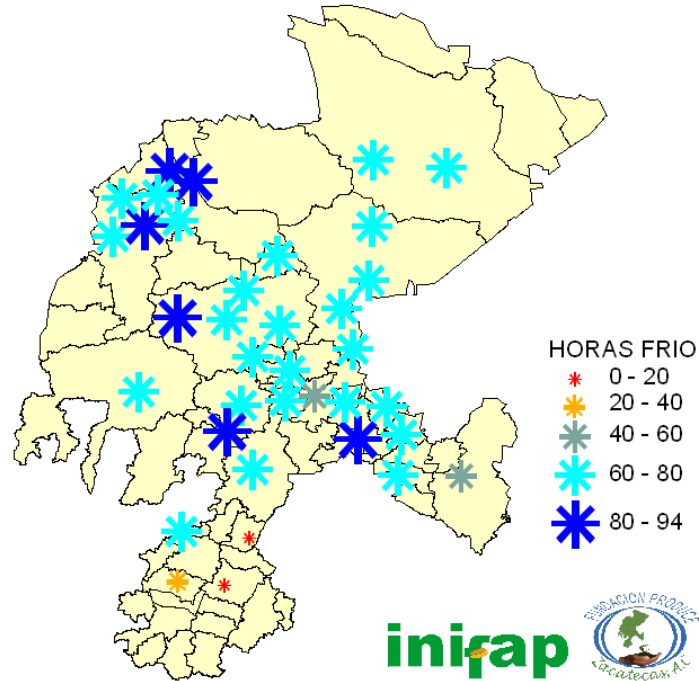 HORAS FRIO
0 - 20
20 - 40
40 - 60
60 - 80
80 - 94
inifap
FUNDACION PRODUCE
Zacatecas, A.C.